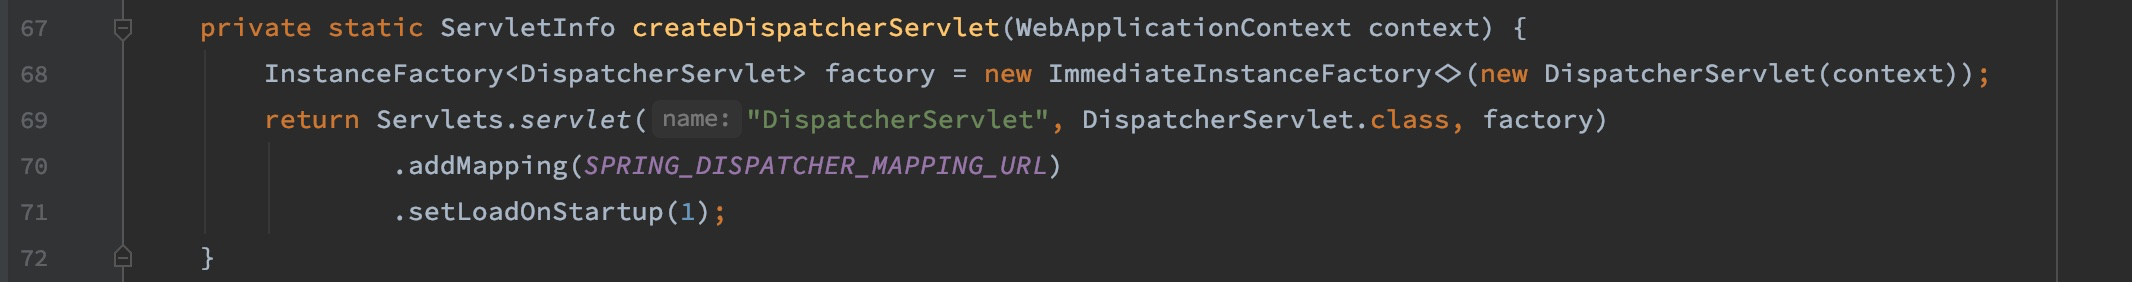 67 private static ServletInfo createDispatcherServlet(WebApplicationContext context) {
68 InstanceFactory<DispatcherServlet> factory = new ImmediateInstanceFactory<>(new DispatcherServlet(context));
69 return Servlets.servlet( name: "DispatcherServlet", DispatcherServlet.class, factory)
70 .addMapping(SPRING_DISPATCHER_MAPPING_URL)
71 .setLoadOnStartup(1);
72 }